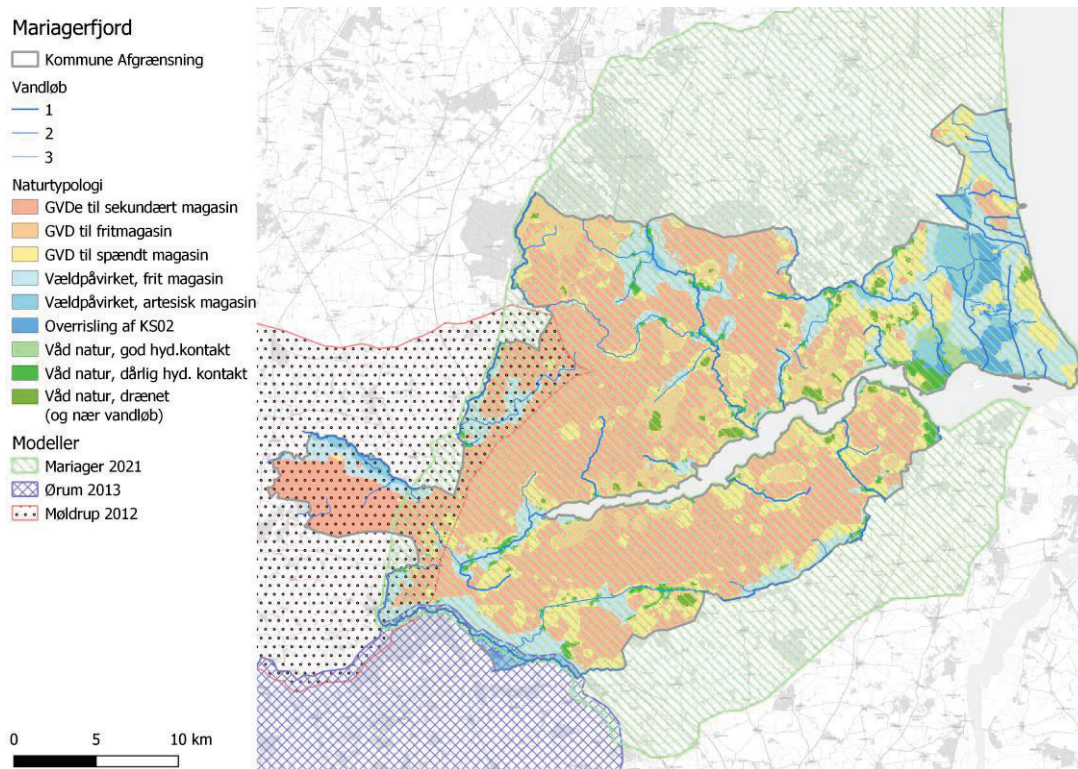 Mariagerfjord
Kommune Afgrænsning
Vandløb
1
2
3
Naturtypologi
GVDe til sekundært magasin
GVD til fritmagasin
GVD til spændt magasin
Vældpåvirket, frit magasin
Vældpåvirket, artesisk magasin
Overrisling af KS02
Våd natur, god hyd.kontakt
Våd natur, dårlig hyd. kontakt
Våd natur, drænet
(og nær vandløb)
Modeller
Mariager 2021
Ørum 2013
Møldrup 2012
0 5 10 km